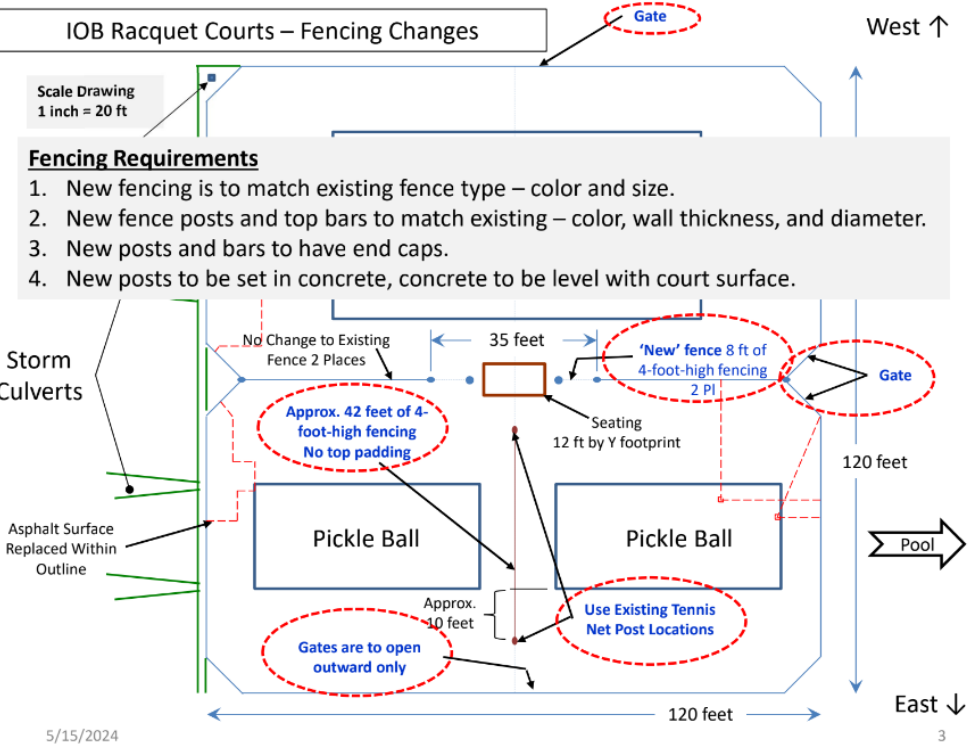 IOB Racquet Courts – Fencing Changes
Gate
West ↑
Scale Drawing
1 inch = 20 ft
Fencing Requirements
1. New fencing is to match existing fence type – color and size.
2. New fence posts and top bars to match existing – color, wall thickness, and diameter.
3. New posts and bars to have end caps.
4. New posts to be set in concrete, concrete to be level with court surface.
Storm
Culverts
No Change to Existing
Fence 2 Places
35 feet
‘New’ fence 8 ft of
4-foot-high fencing
2 Pl
Gate
Approx. 42 feet of 4-
foot-high fencing
No top padding
Seating
12 ft by Y footprint
120 feet
Asphalt Surface
Replaced Within
Outline
Pickle Ball
Pickle Ball
Pool
Approx.
10 feet
Use Existing Tennis
Net Post Locations
Gates are to open
outward only
120 feet
East ↓
5/15/2024
3